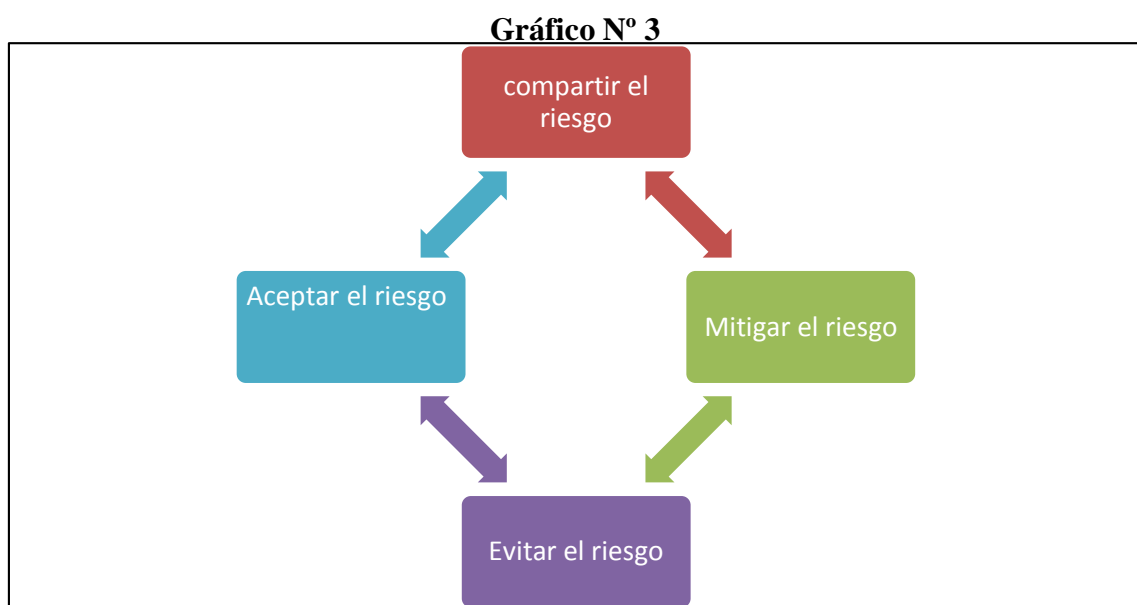 Gráfico Nº 3
compartir el
riesgo
Aceptar el riesgo
Mitigar el riesgo
Evitar el riesgo